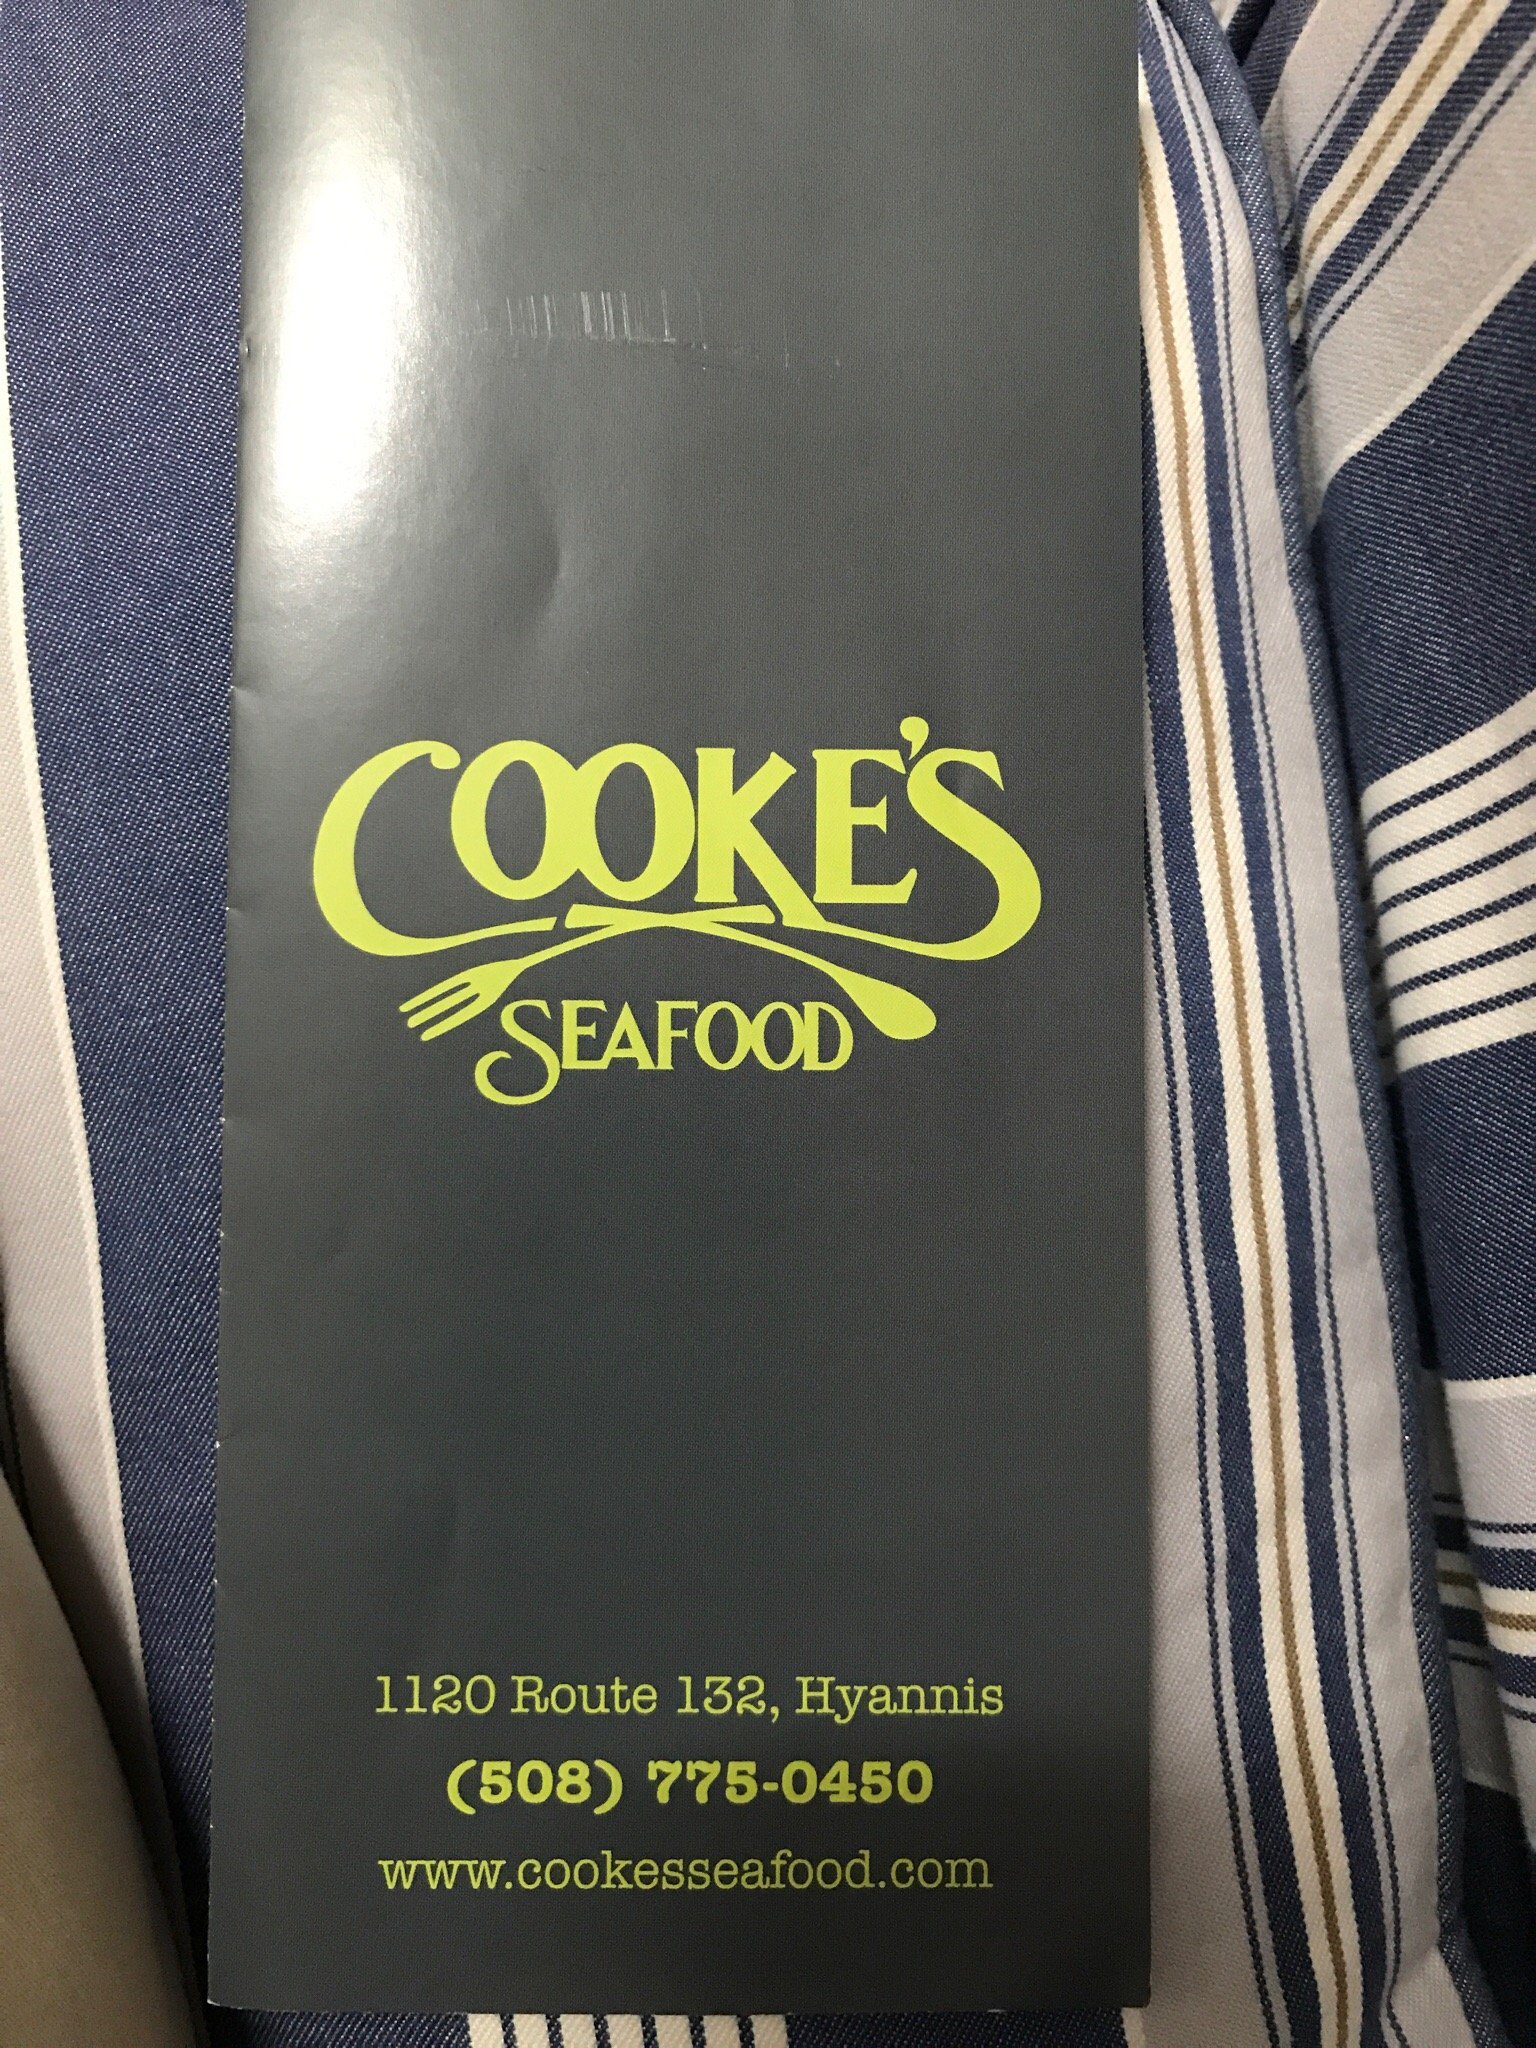 COOKE'S
SEAFOOD
1120 Route 132, Hyannis
(508) 775-0450
www.cookesseafood.com